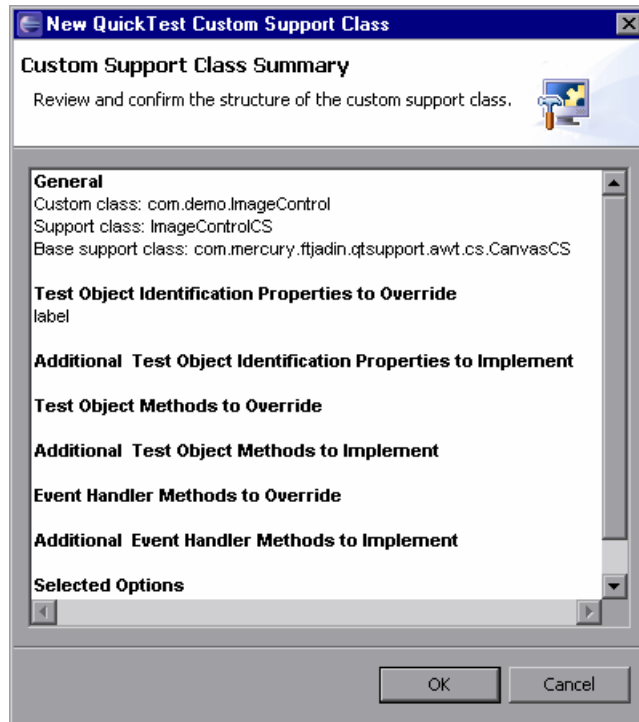 New QuickTest Custom Support Class
Custom Support Class Summary
Review and confirm the structure of the custom support class.
General
Custom class: com.demo.ImageControl
Support class: ImageControlCS
Base support class: com.mercury.ftjadin.qtsupport.awt.cs.CanvasCS
Test Object Identification Properties to Override
label
Additional Test Object Identification Properties to Implement
Test Object Methods to Override
Additional Test Object Methods to Implement
Event Handler Methods to Override
Additional Event Handler Methods to Implement
Selected Options
OK
Cancel